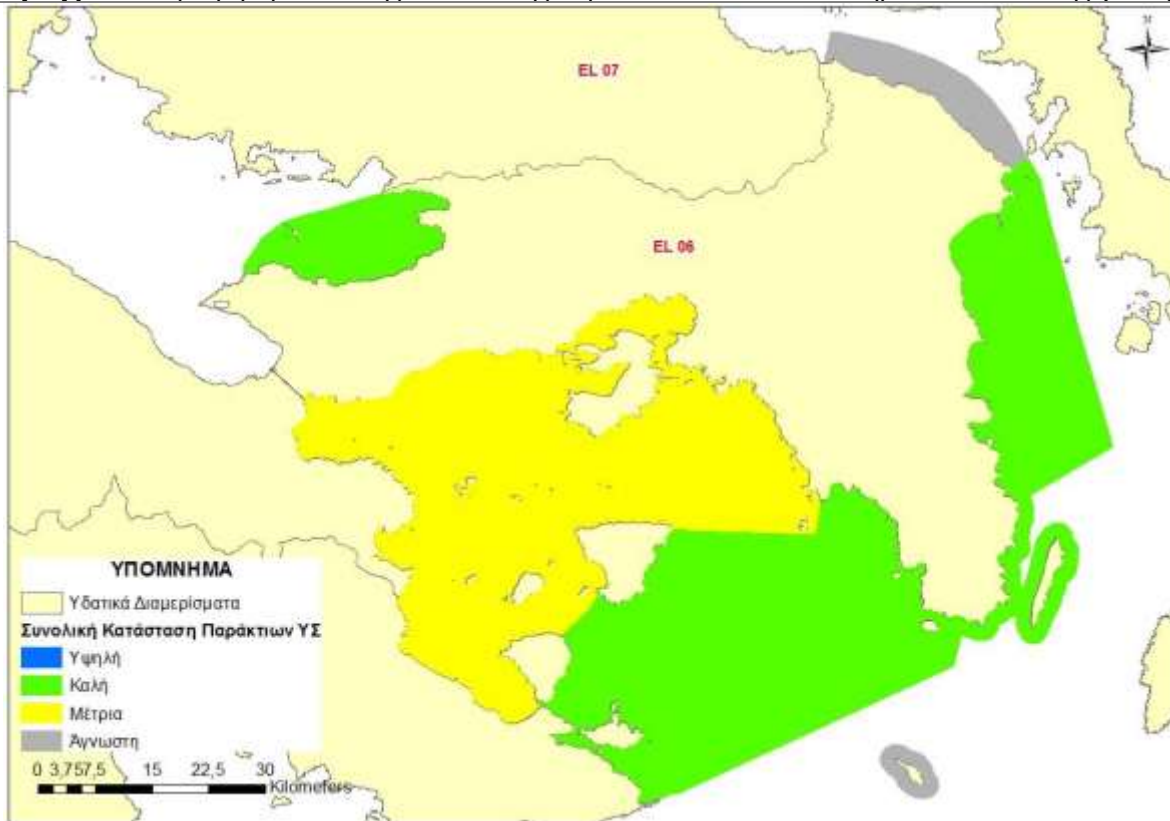 EL 07
EL 06
ΥΠΟΜΝΗΜΑ
Υδατικά Διαμερίσματα
Συνολική Κατάσταση Παράκτιων ΥΣ
Υψηλή
Καλή
Μέτρια
Άγνωστη
0 3,757,5 15 22,5 30
Kilometers